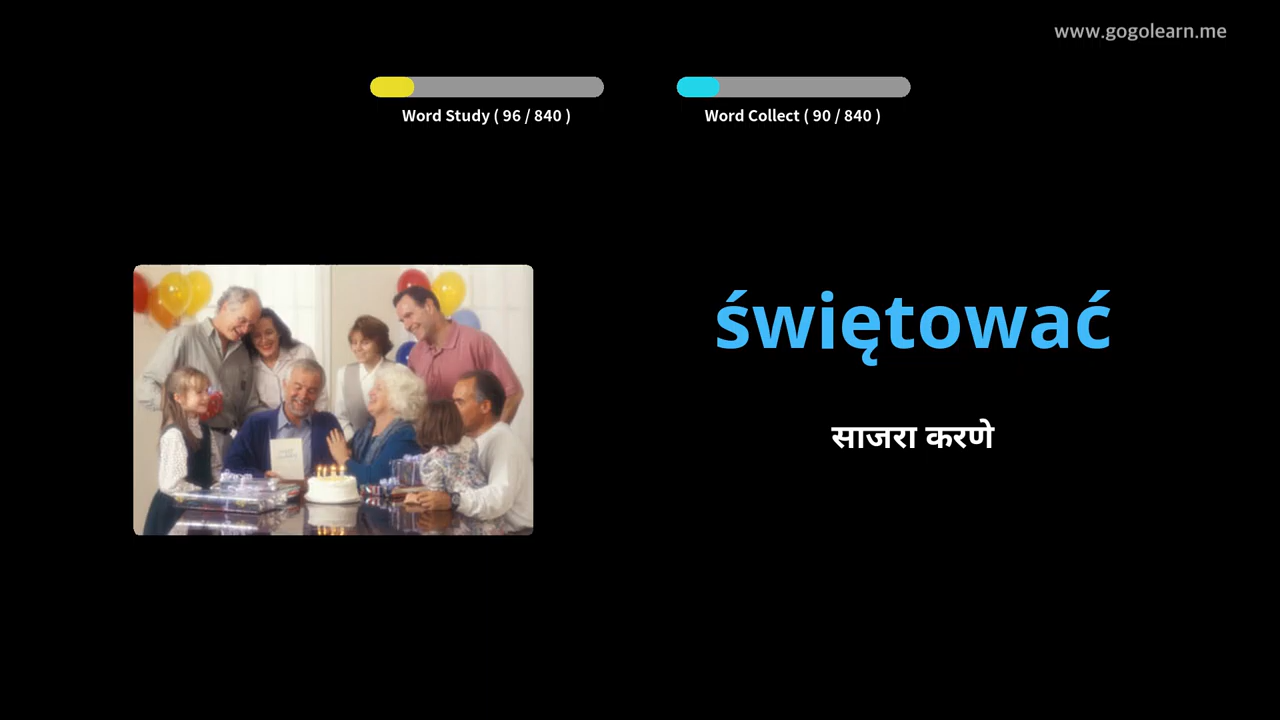 www.gogolearn.me
Word Study ( 96 / 840 )
Word Collect ( 90 / 840 )
świętować
साजरा करणे